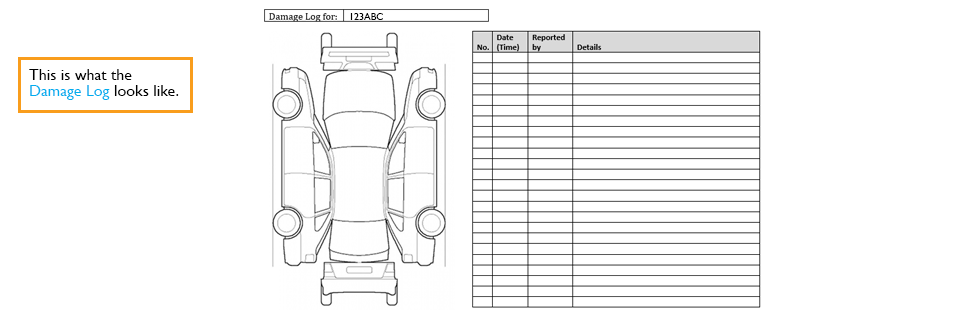 Damage Log for: 123ABC
This is what the
Damage Log looks like.
No. Date (Time) Reported by Details